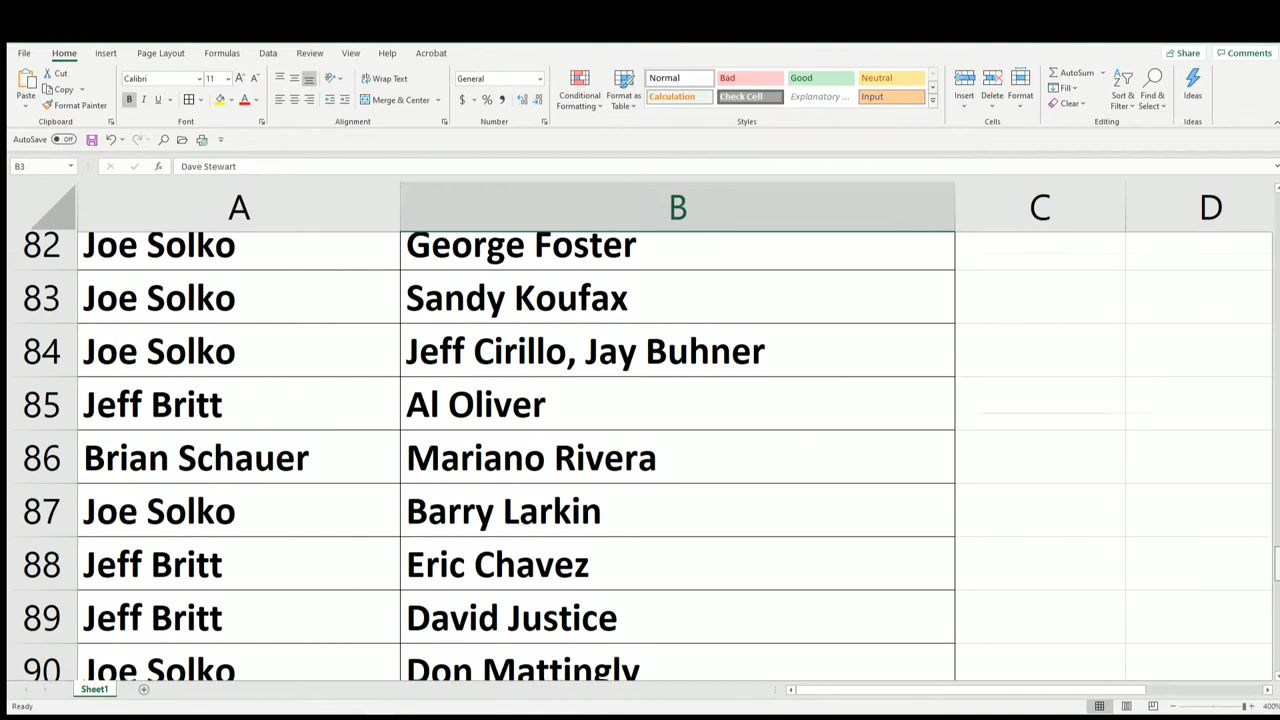 File Home Insert Page Layout Formulas Data Review View Help Acrobat Share Comments
Paste Cut Copy Format Painter Clipboard
Calibri 11 A A B I U A Font
Wrap Text Merge & Center Alignment
General $ % , Number
Conditional Formatting Format as Table Normal Bad Good Neutral
Calculation Check Cell Explanatory ... Input Styles
Insert Delete Format Cells
AutoSum Fill Clear Sort & Filter Find & Select Editing
Ideas Ideas
AutoSave Off
B3 fx Dave Stewart
A B C D
82 Joe Solko George Foster
83 Joe Solko Sandy Koufax
84 Joe Solko Jeff Cirillo, Jay Buhner
85 Jeff Britt Al Oliver
86 Brian Schauer Mariano Rivera
87 Joe Solko Barry Larkin
88 Jeff Britt Eric Chavez
89 Jeff Britt David Justice
90 Joe Solko Don Mattingly
Sheet1
Ready 400%